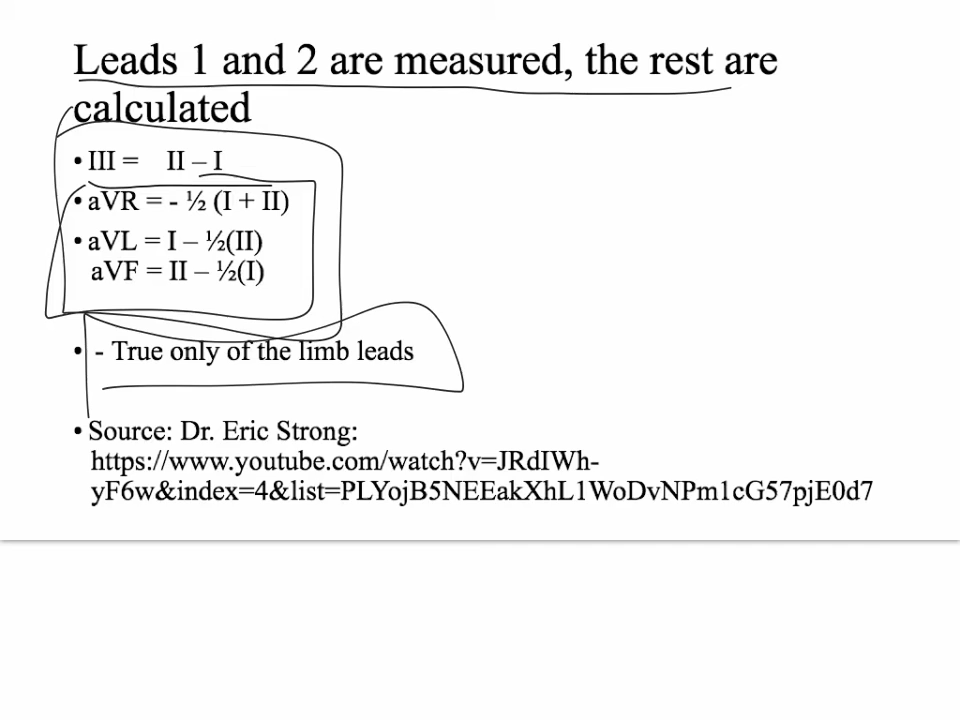 Leads 1 and 2 are measured, the rest are
calculated
• III = II – I
• aVR = - ½ (I + II)
• aVL = I – ½(II)
aVF = II – ½(I)
• - True only of the limb leads
• Source: Dr. Eric Strong:
https://www.youtube.com/watch?v=JRdIWh-
yF6w&index=4&list=PLYojB5NEEakXhL1WoDvNPm1cG57pjE0d7